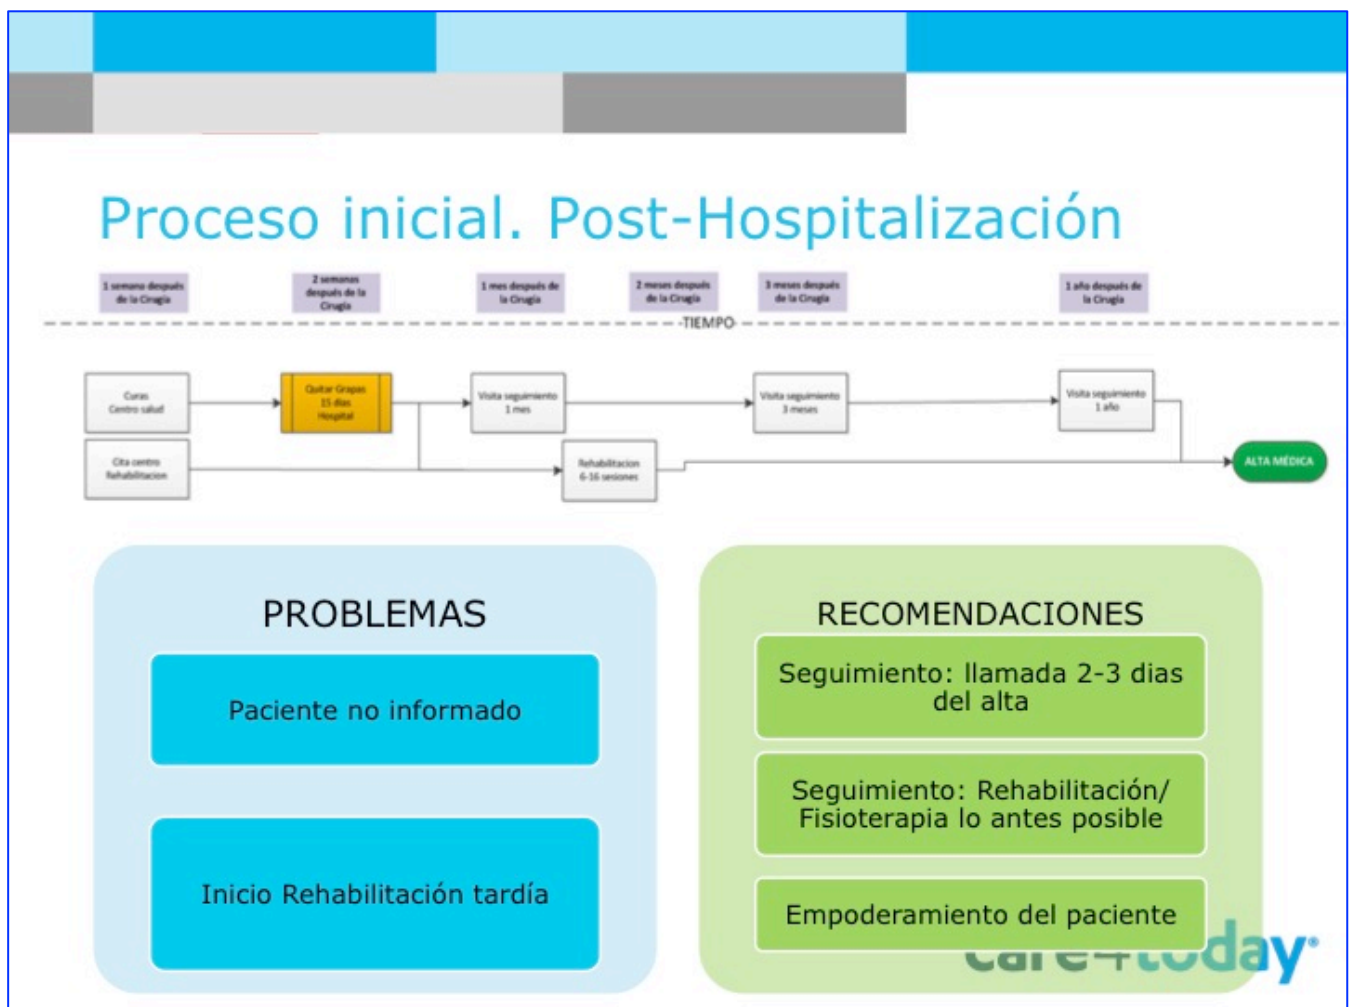 Proceso inicial. Post-Hospitalización
1 semana después
de la Cirugía
2 semanas
después de la
Cirugía
1 mes después de
la Cirugía
2 meses después
de la Cirugía
3 meses después
de la Cirugía
1 año después de
la Cirugía
TIEMPO
Curas
Centro salud
Quitar Grapas
15 dias
Hospital
Visita seguimiento
1 mes
Visita seguimiento
3 meses
Visita seguimiento
1 año
Cita centro
Rehabilitacion
Rehabilitacion
6-16 sesiones
ALTA MÉDICA
PROBLEMAS
Paciente no informado
Inicio Rehabilitación tardía
RECOMENDACIONES
Seguimiento: llamada 2-3 dias
del alta
Seguimiento: Rehabilitación/
Fisioterapia lo antes posible
Empoderamiento del paciente
care4today®